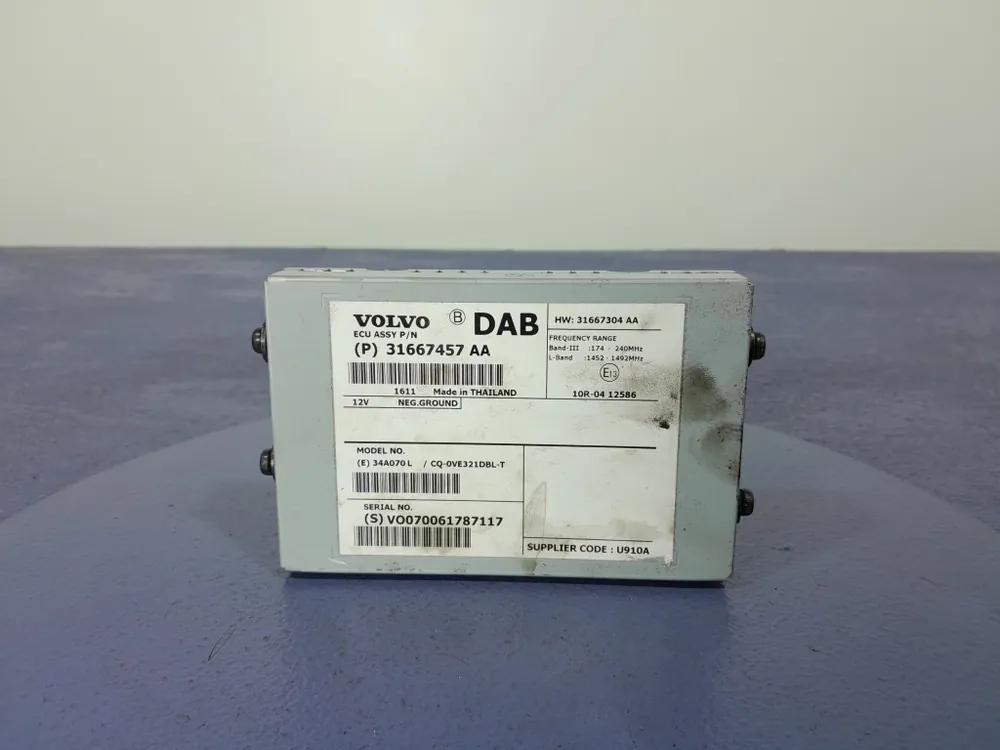 VOLVO B DAB
ECU ASSY P/N
(P) 31667457 AA
1611 Made in THAILAND
12V NEG.GROUND
HW: 31667304 AA
FREQUENCY RANGE
Band-III :174 - 240MHz
L-Band :1452 - 1492MHz
E13
10R-04 12586
MODEL NO.
(E) 34A070 L / CQ-0VE321DBL-T
SERIAL NO.
(S) VO070061787117
SUPPLIER CODE : U910A